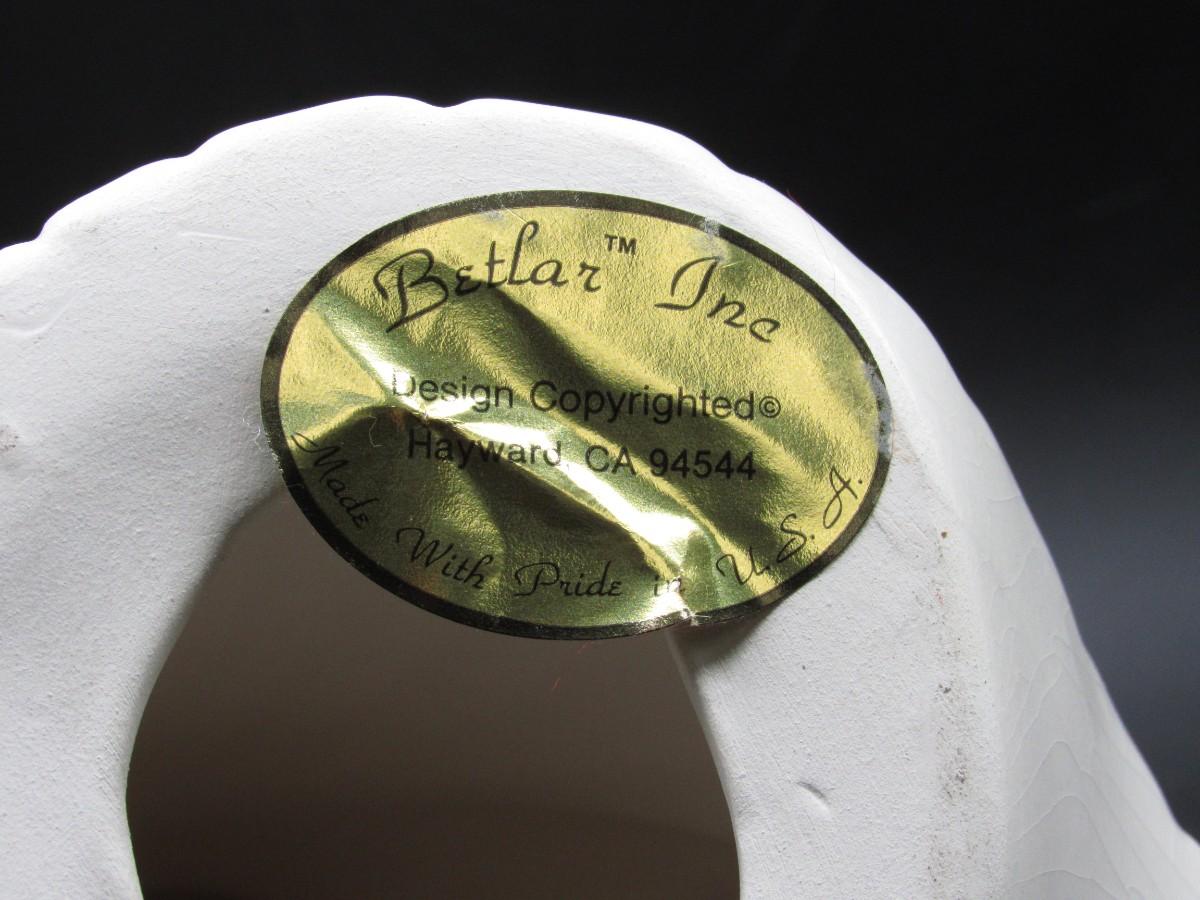 Betlar™ Inc
Design Copyrighted©
Hayward, CA 94544
Made With Pride in U.S.A.